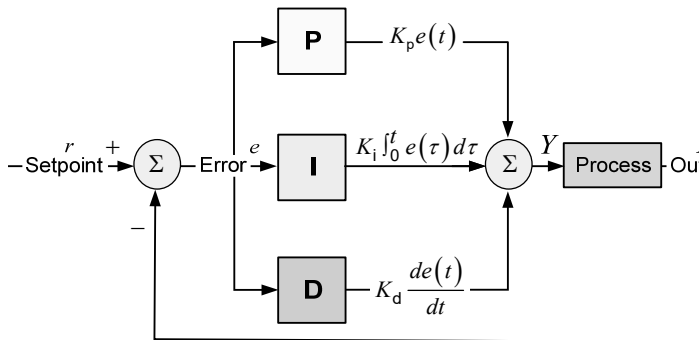 P
K_p e(t)
r + e
Setpoint Σ Error I K_i ∫_0^t e(τ) dτ Σ Y Process
−
D K_d de(t)/dt